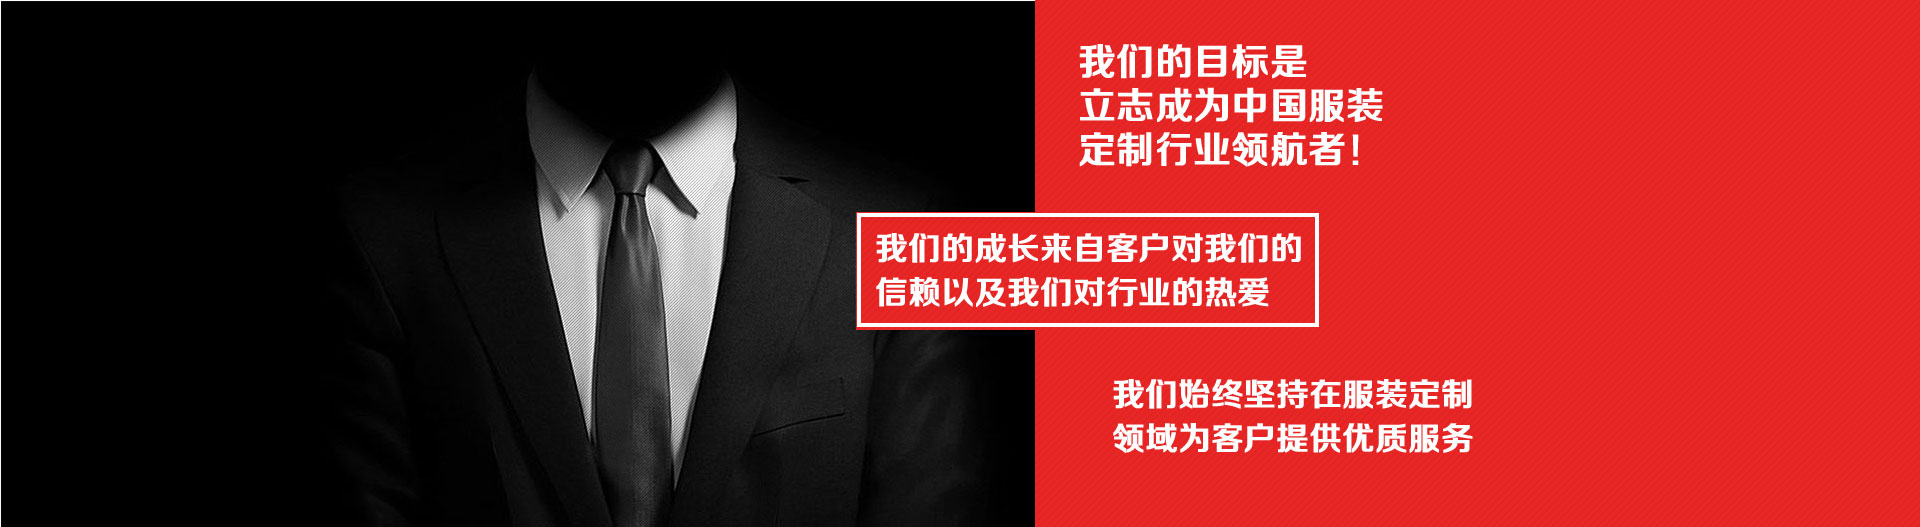 我们的目标是
立志成为中国服装
定制行业领航者！
我们的成长来自客户对我们的
信赖以及我们对行业的热爱
我们始终坚持在服装定制
领域为客户提供优质服务